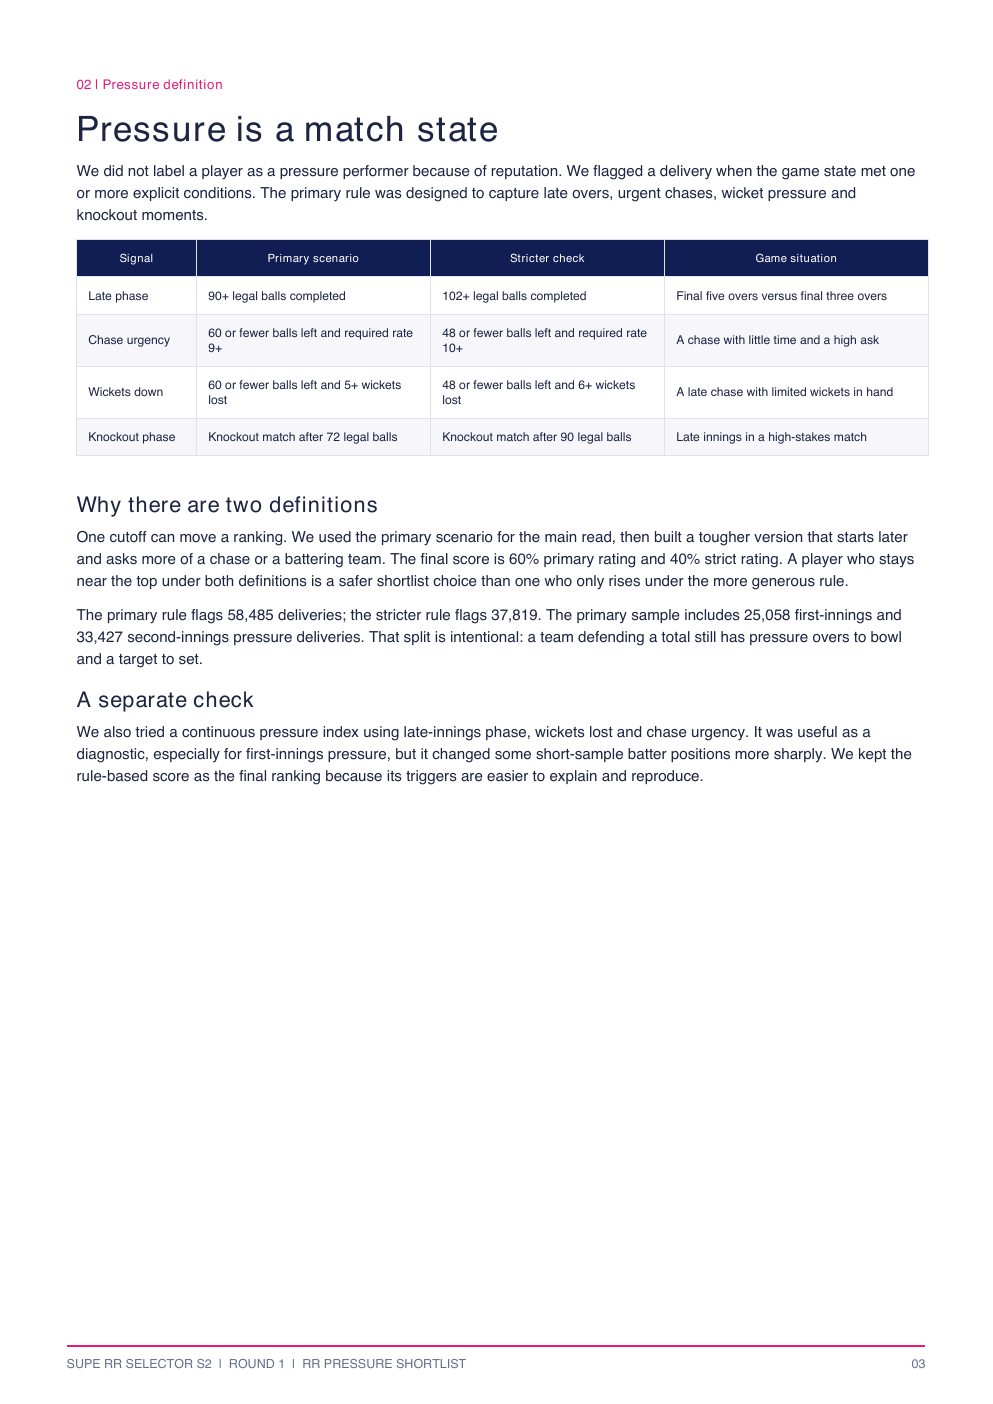 02 | Pressure definition
Pressure is a match state
We did not label a player as a pressure performer because of reputation. We flagged a delivery when the game state met one
or more explicit conditions. The primary rule was designed to capture late overs, urgent chases, wicket pressure and
knockout moments.
Signal Primary scenario Stricter check Game situation
Late phase 90+ legal balls completed 102+ legal balls completed Final five overs versus final three overs
Chase urgency 60 or fewer balls left and required rate 9+ 48 or fewer balls left and required rate 10+ A chase with little time and a high ask
Wickets down 60 or fewer balls left and 5+ wickets lost 48 or fewer balls left and 6+ wickets lost A late chase with limited wickets in hand
Knockout phase Knockout match after 72 legal balls Knockout match after 90 legal balls Late innings in a high-stakes match
Why there are two definitions
One cutoff can move a ranking. We used the primary scenario for the main read, then built a tougher version that starts later
and asks more of a chase or a battering team. The final score is 60% primary rating and 40% strict rating. A player who stays
near the top under both definitions is a safer shortlist choice than one who only rises under the more generous rule.
The primary rule flags 58,485 deliveries; the stricter rule flags 37,819. The primary sample includes 25,058 first-innings and
33,427 second-innings pressure deliveries. That split is intentional: a team defending a total still has pressure overs to bowl
and a target to set.
A separate check
We also tried a continuous pressure index using late-innings phase, wickets lost and chase urgency. It was useful as a
diagnostic, especially for first-innings pressure, but it changed some short-sample batter positions more sharply. We kept the
rule-based score as the final ranking because its triggers are easier to explain and reproduce.
SUPE RR SELECTOR S2 | ROUND 1 | RR PRESSURE SHORTLIST 03